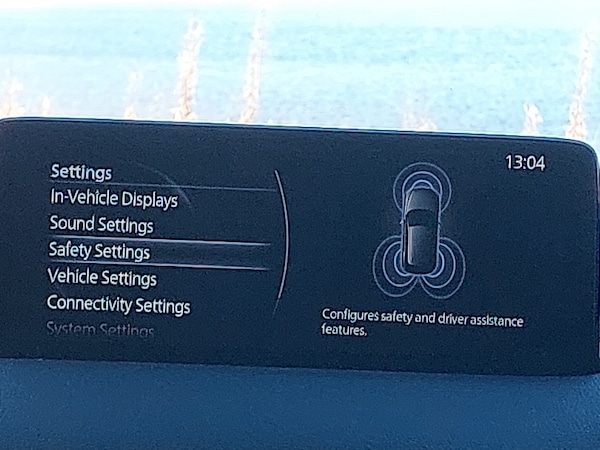 Settings
13:04
In-Vehicle Displays
Sound Settings
Safety Settings
Vehicle Settings
Connectivity Settings
System Settings
Configures safety and driver assistance
features.